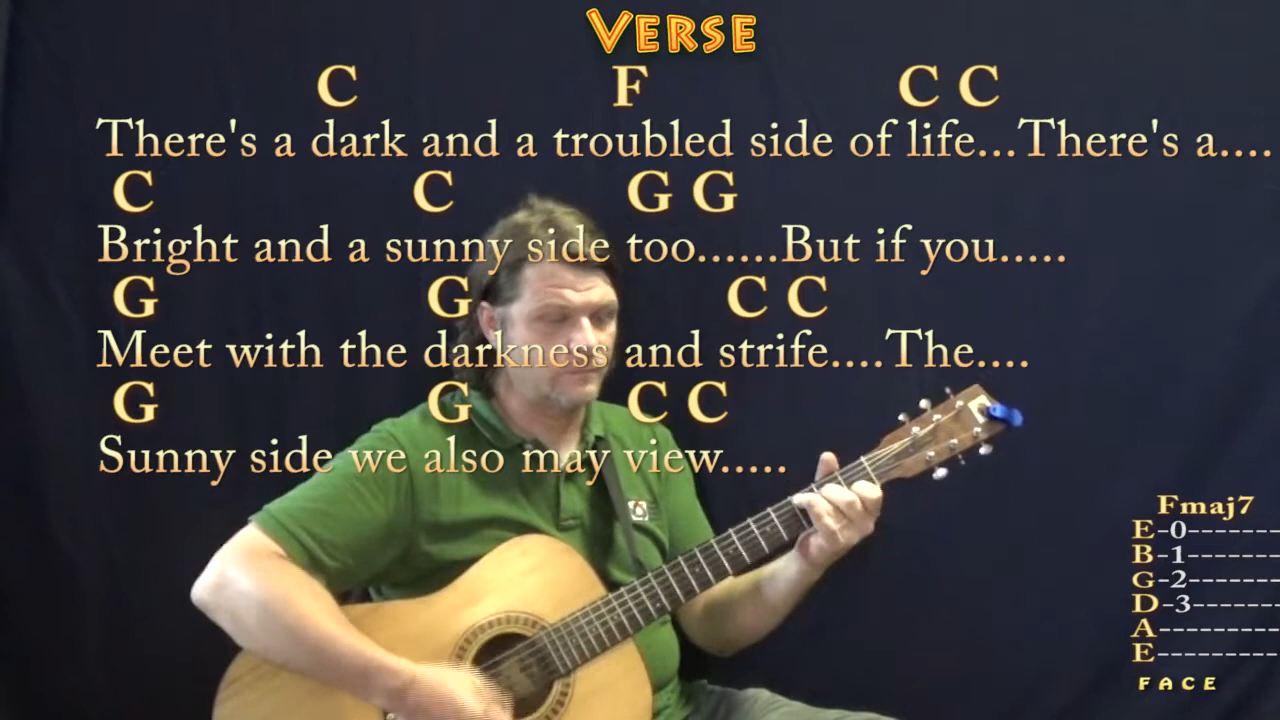 VERSE
C F C C
There's a dark and a troubled side of life...There's a....
C C G G
Bright and a sunny side too......But if you.....
G G C C
Meet with the darkness and strife....The....
G G C C
Sunny side we also may view.....
Fmaj7
E-0-------
B-1-------
G-2-------
D-3-------
A---------
E---------
F A C E